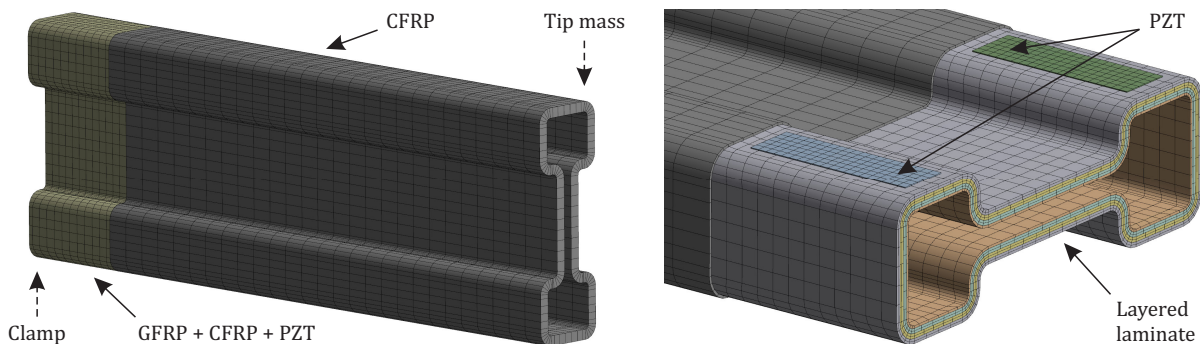 CFRP
Tip mass
Clamp
GFRP + CFRP + PZT
PZT
Layered
laminate